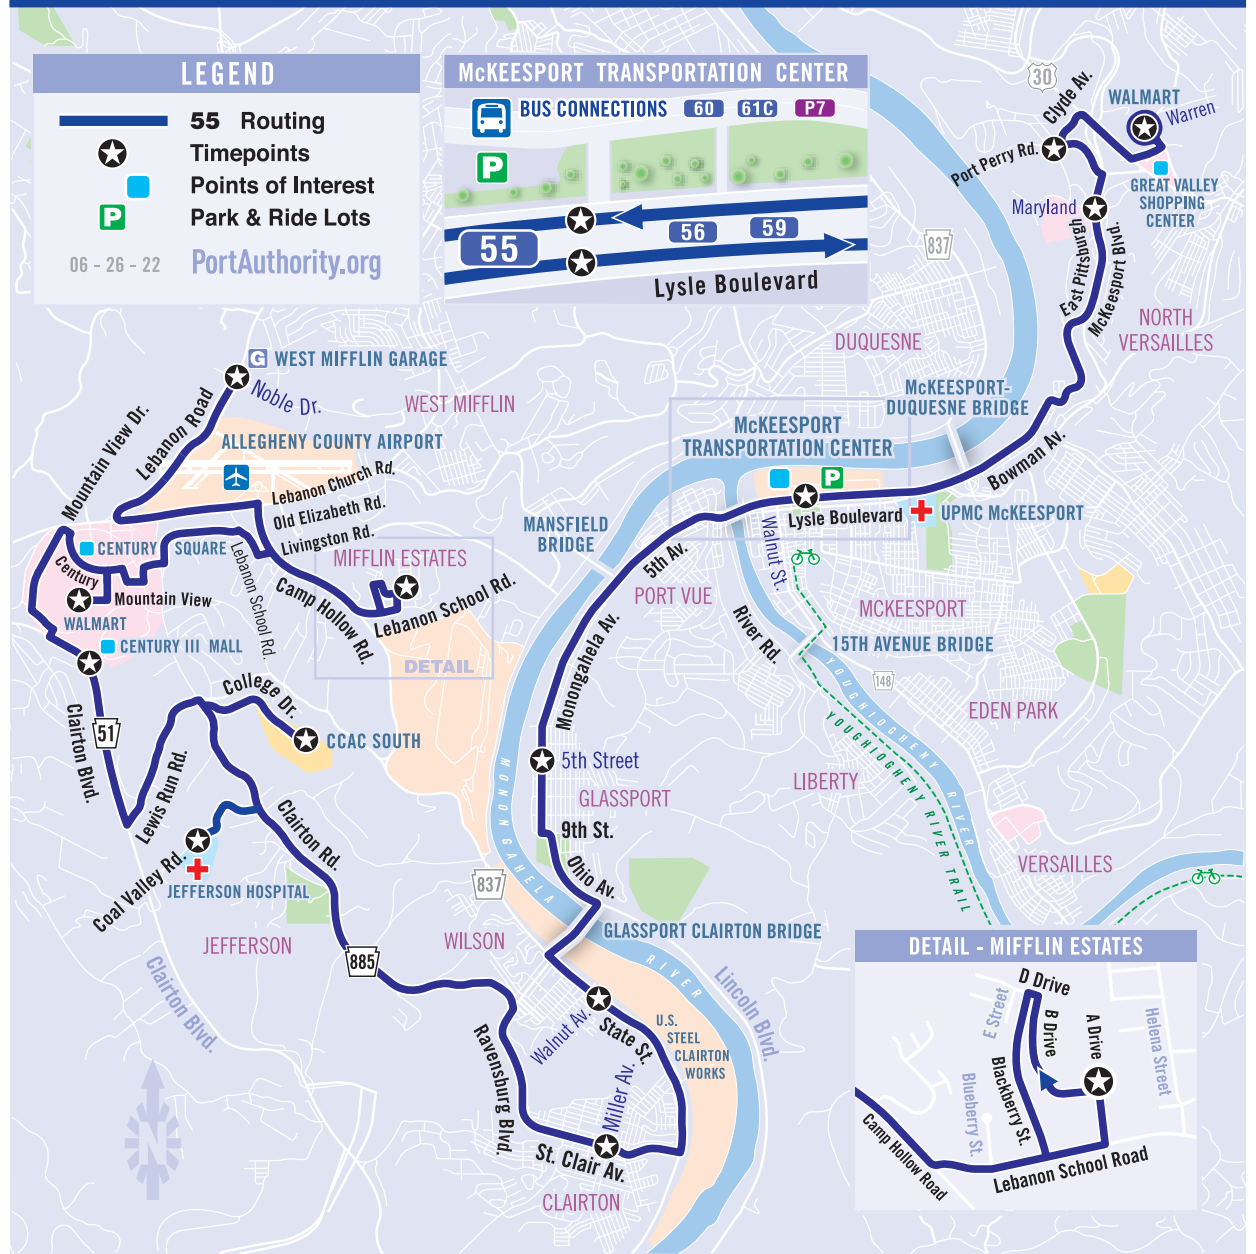 LEGEND
55 Routing
Timepoints
Points of Interest
P
Park & Ride Lots
06 - 26 - 22
PortAuthority.org
McKEESPORT TRANSPORTATION CENTER
BUS CONNECTIONS
60
61C
P7
P
55
56
59
Lysle Boulevard
30
Clyde Av.
WALMART
Warren
Port Perry Rd.
GREAT VALLEY
SHOPPING
CENTER
Maryland
837
East Pittsburgh
McKeesport Blvd.
NORTH
VERSAILLES
DUQUESNE
McKEESPORT-
DUQUESNE BRIDGE
G
WEST MIFFLIN GARAGE
Noble Dr.
WEST MIFFLIN
Lebanon Road
Mountain View Dr.
ALLEGHENY COUNTY AIRPORT
Lebanon Church Rd.
Old Elizabeth Rd.
Livingston Rd.
McKEESPORT
TRANSPORTATION CENTER
P
Bowman Av.
Lysle Boulevard
UPMC McKEESPORT
MANSFIELD
BRIDGE
5th Av.
Walnut St.
PORT VUE
MCKEESPORT
CENTURY SQUARE
Century
Mountain View
WALMART
CENTURY III MALL
Lebanon School Rd.
MIFFLIN ESTATES
Camp Hollow Rd.
Lebanon School Rd.
DETAIL
River Rd.
15TH AVENUE BRIDGE
148
YOUGHIOGHENY RIVER
YOUGHIOGHENY RIVER TRAIL
EDEN PARK
LIBERTY
VERSAILLES
Monongahela Av.
5th Street
GLASSPORT
9th St.
Ohio Av.
MONONGAHELA
RIVER
College Dr.
CCAC SOUTH
51
Clairton Blvd.
Lewis Run Rd.
Clairton Rd.
Coal Valley Rd.
JEFFERSON HOSPITAL
JEFFERSON
Clairton Blvd.
885
837
WILSON
GLASSPORT CLAIRTON BRIDGE
Lincoln Blvd.
Walnut Av.
State St.
U.S.
STEEL
CLAIRTON
WORKS
Ravensburg Blvd.
Miller Av.
St. Clair Av.
CLAIRTON
N
DETAIL - MIFFLIN ESTATES
D Drive
E Street
B Drive
A Drive
Helena Street
Blackberry St.
Blueberry St.
Camp Hollow Road
Lebanon School Road